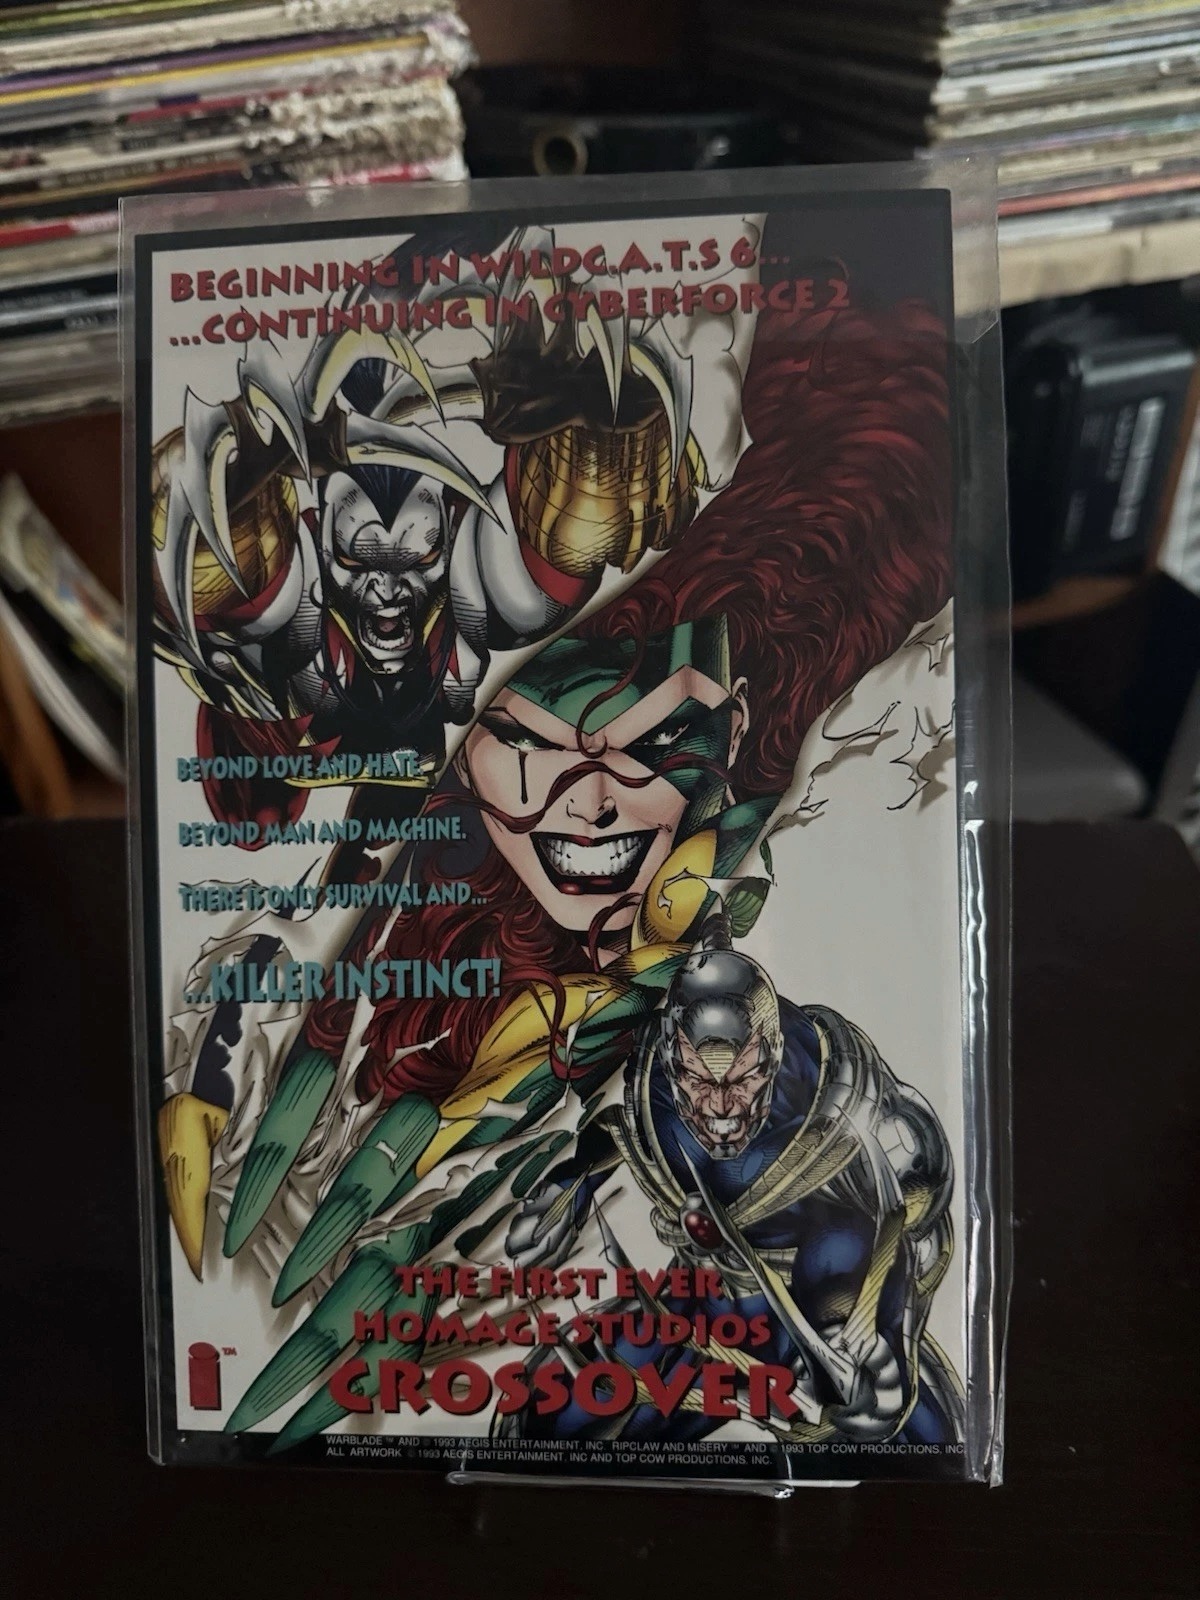 BEGINNING IN WILDC.A.T.S 6...
...CONTINUING IN CYBERFORCE 2
BEYOND LOVE AND HATE.
BEYOND MAN AND MACHINE.
THERE IS ONLY SURVIVAL AND...
...KILLER INSTINCT!
THE FIRST EVER
HOMAGE STUDIOS
CROSSOVER
i™
WARBLADE ™ AND © 1993 AEGIS ENTERTAINMENT, INC. RIPCLAW AND MISERY ™ AND © 1993 TOP COW PRODUCTIONS, INC.
ALL ARTWORK © 1993 AEGIS ENTERTAINMENT, INC AND TOP COW PRODUCTIONS. INC.